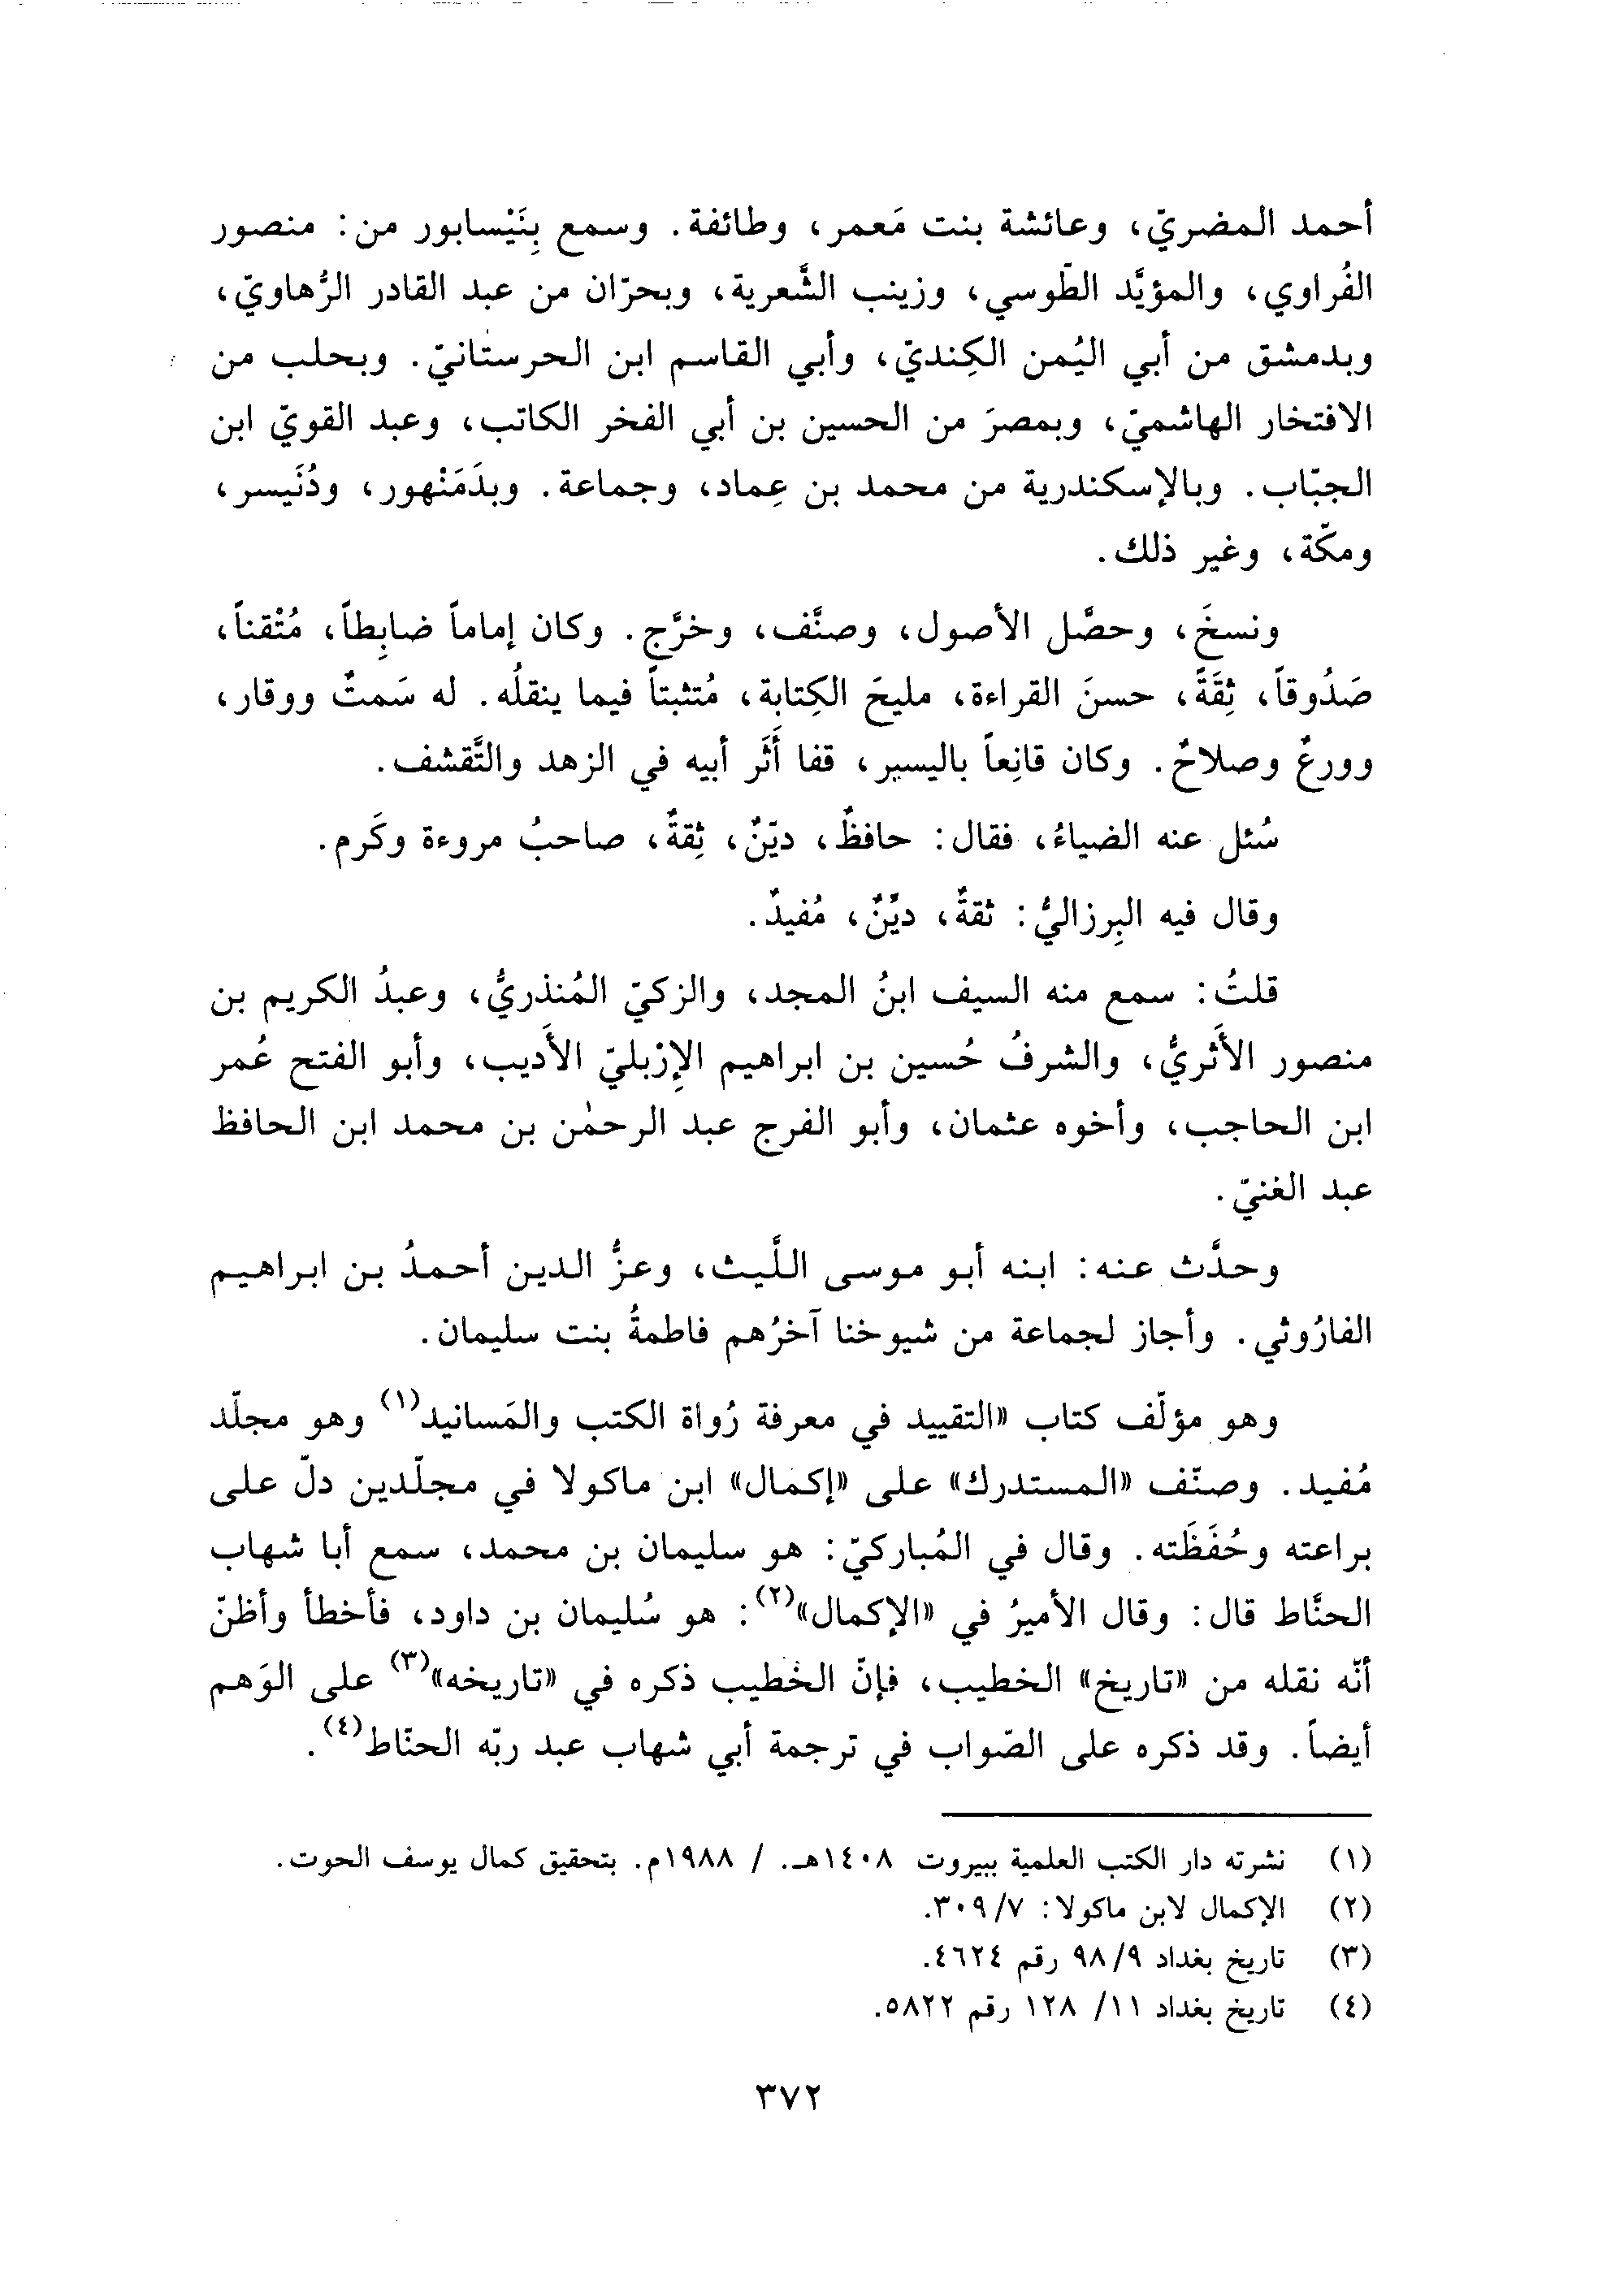 أحمد المضريّ، وعائشة بنت مَعمر، وطائفة. وسمع بِنَيْسابور من: منصور
الفُراوي، والمؤيَّد الطّوسي، وزينب الشَّعرية، وبحرّان من عبد القادر الرُّهاويّ،
وبدمشق من أبي اليُمن الكِنديّ، وأبي القاسم ابن الحرستانيّ. وبحلب من
الافتخار الهاشميّ، وبمصرَ من الحسين بن أبي الفخر الكاتب، وعبد القويّ ابن
الجبّاب. وبالإسكندرية من محمد بن عِماد، وجماعة. وبدَمَنْهور، ودُنَيسر،
ومكّة، وغير ذلك.
ونسخَ، وحصَّل الأصول، وصنَّف، وخرَّج. وكان إماماً ضابِطاً، مُتْقناً،
صَدُوقاً، ثِقَةً، حسنَ القراءة، مليحَ الكِتابة، مُتثبتاً فيما ينقلُه. له سَمتٌ ووقار،
وورعٌ وصلاحٌ. وكان قانِعاً باليسير، قفا أَثَر أبيه في الزهد والتَّقشف.
سُئل عنه الضياءُ، فقال: حافظٌ، ديّنٌ، ثِقةٌ، صاحبُ مروءة وكَرم.
وقال فيه البِرزاليُّ: ثقةٌ، ديِّنٌ، مُفيدٌ.
قلتُ: سمع منه السيف ابنُ المجد، والزكيّ المُنذريُّ، وعبدُ الكريم بن
منصور الأَثريُّ، والشرفُ حُسين بن ابراهيم الإِرْبليّ الأَديب، وأبو الفتح عُمر
ابن الحاجب، وأخوه عثمان، وأبو الفرج عبد الرحمٰن بن محمد ابن الحافظ
عبد الغنيّ.
وحدَّث عنه: ابنه أبو موسى اللَّيث، وعزُّ الدين أحمدُ بن ابراهيم
الفارُوثي. وأجاز لجماعة من شيوخنا آخرُهم فاطمةُ بنت سليمان.
وهو مؤلّف كتاب «التقييد في معرفة رُواة الكتب والمَسانيد(١) وهو مجلّد
مُفيد. وصنّف «المستدرك» على «إكمال» ابن ماكولا في مجلّدين دلّ على
براعته وحُفَظَته. وقال في المُباركيّ: هو سليمان بن محمد، سمع أبا شهاب
الحنَّاط قال: وقال الأميرُ في «الإكمال»(٢): هو سُليمان بن داود، فأخطأ وأظنّ
أنّه نقله من «تاريخ» الخطيب، فإنّ الخطيب ذكره في «تاريخه»(٣) على الوَهم
أيضاً. وقد ذكره على الصّواب في ترجمة أبي شهاب عبد ربّه الحنّاط(٤).
(١) نشرته دار الكتب العلمية ببيروت ١٤٠٨هـ. / ١٩٨٨م. بتحقيق كمال يوسف الحوت.
(٢) الإكمال لابن ماكولا: ٣٠٩/٧.
(٣) تاريخ بغداد ٩٨/٩ رقم ٤٦٢٤.
(٤) تاريخ بغداد ١١/ ١٢٨ رقم ٥٨٢٢.
٣٧٢